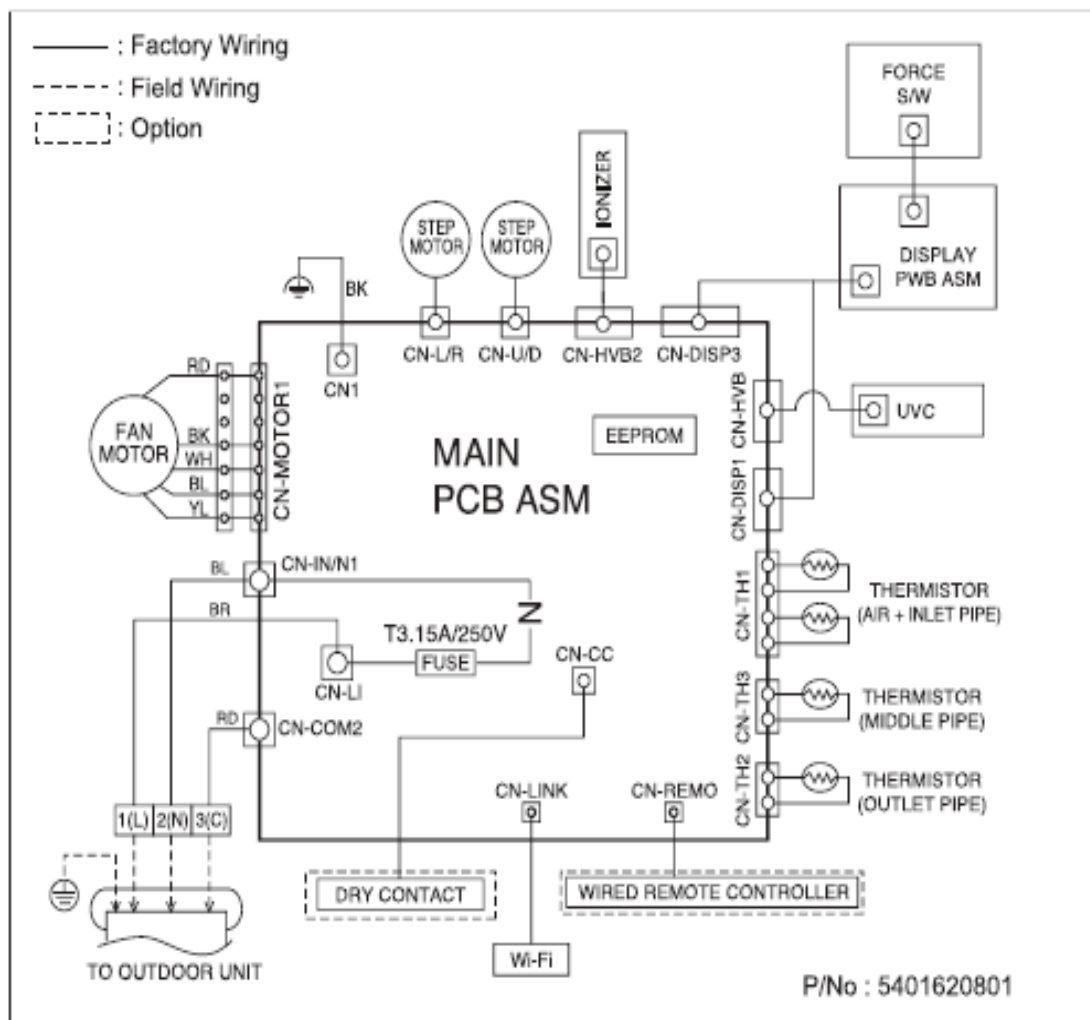 : Factory Wiring
: Field Wiring
: Option
FORCE
S/W
IONIZER
STEP
MOTOR
STEP
MOTOR
DISPLAY
PWB ASM
BK
CN-L/R
CN-U/D
CN-HVB2
CN-DISP3
CN1
RD
BK
WH
BL
YL
FAN
MOTOR
CN-MOTOR1
MAIN
PCB ASM
EEPROM
CN-HVB
UVC
CN-DISP1
BL
CN-IN/N1
BR
N
T3.15A/250V
FUSE
CN-LI
CN-CC
CN-TH1
THERMISTOR
(AIR + INLET PIPE)
RD
CN-COM2
CN-TH3
THERMISTOR
(MIDDLE PIPE)
CN-TH2
THERMISTOR
(OUTLET PIPE)
CN-LINK
CN-REMO
1(L) 2(N) 3(C)
DRY CONTACT
WIRED REMOTE CONTROLLER
Wi-Fi
TO OUTDOOR UNIT
P/No : 5401620801